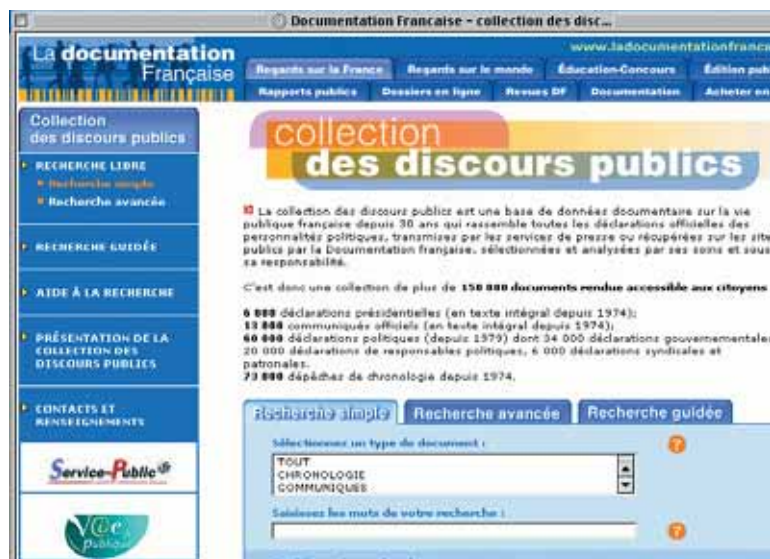 Documentation Francaise - collection des disc...
La documentation
Française
www.ladocumentationfranca
Regards sur la France
Regards sur le monde
Éducation-Concours
Édition pub
Rapports publics
Dossiers en ligne
Revues DF
Documentation
Acheter en
Collection
des discours publics
RECHERCHE LIBRE
Recherche simple
Recherche avancée
RECHERCHE GUIDÉE
AIDE À LA RECHERCHE
PRÉSENTATION DE LA
COLLECTION DES
DISCOURS PUBLICS
CONTACTS ET
RENSEIGNEMENTS
Service-Public
Vie
publique
collection
des discours publics
La collection des discours publics est une base de données documentaire sur la vie
publique française depuis 30 ans qui rassemble toutes les déclarations officielles des
personnalités politiques, transmises par les services de presse ou récupérées sur les site
publics par la Documentation française, sélectionnées et analysées par ses soins et sous
sa responsabilité.
C'est donc une collection de plus de 150 000 documents rendue accessible aux citoyens
6 000 déclarations présidentielles (en texte intégral depuis 1974);
13 000 communiqués officiels (en texte intégral depuis 1974);
60 000 déclarations politiques (depuis 1979) dont 34 000 déclarations gouvernementale
20 000 déclarations de responsables politiques, 6 000 déclarations syndicales et
patronales.
73 000 dépêches de chronologie depuis 1974.
Recherche simple
Recherche avancée
Recherche guidée
Sélectionnez un type de document :
TOUT
CHRONOLOGIE
COMMUNIQUES
Saisissez les mots de votre recherche :